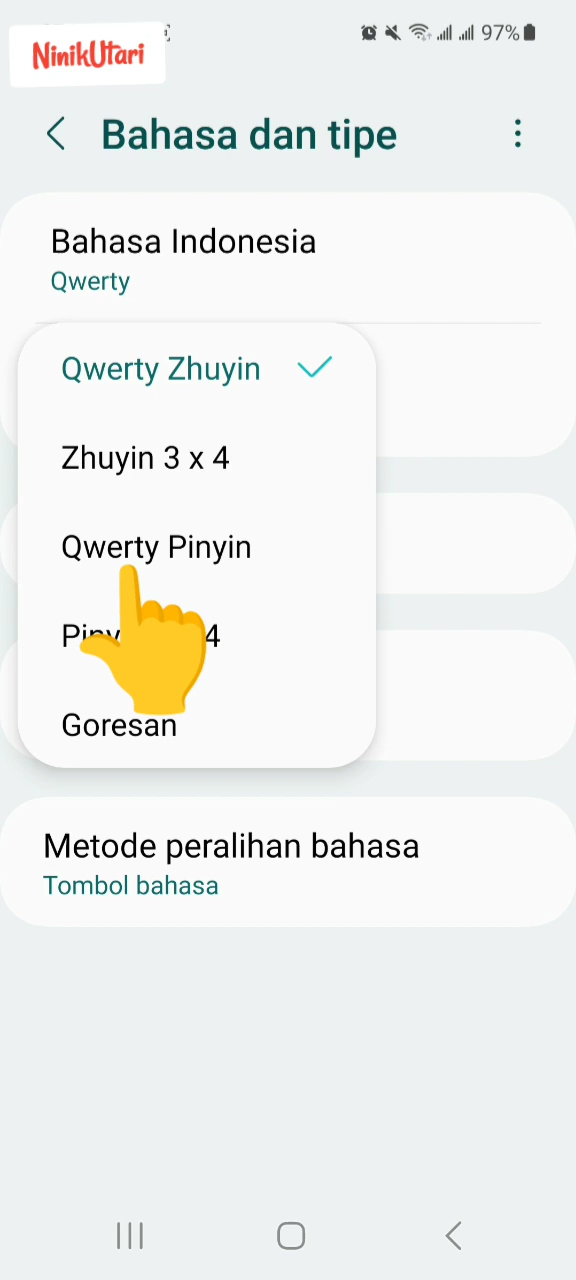 NinikUtari
97%
Bahasa dan tipe
Bahasa Indonesia
Qwerty
Qwerty Zhuyin
Zhuyin 3 x 4
Qwerty Pinyin
4
Goresan
Metode peralihan bahasa
Tombol bahasa